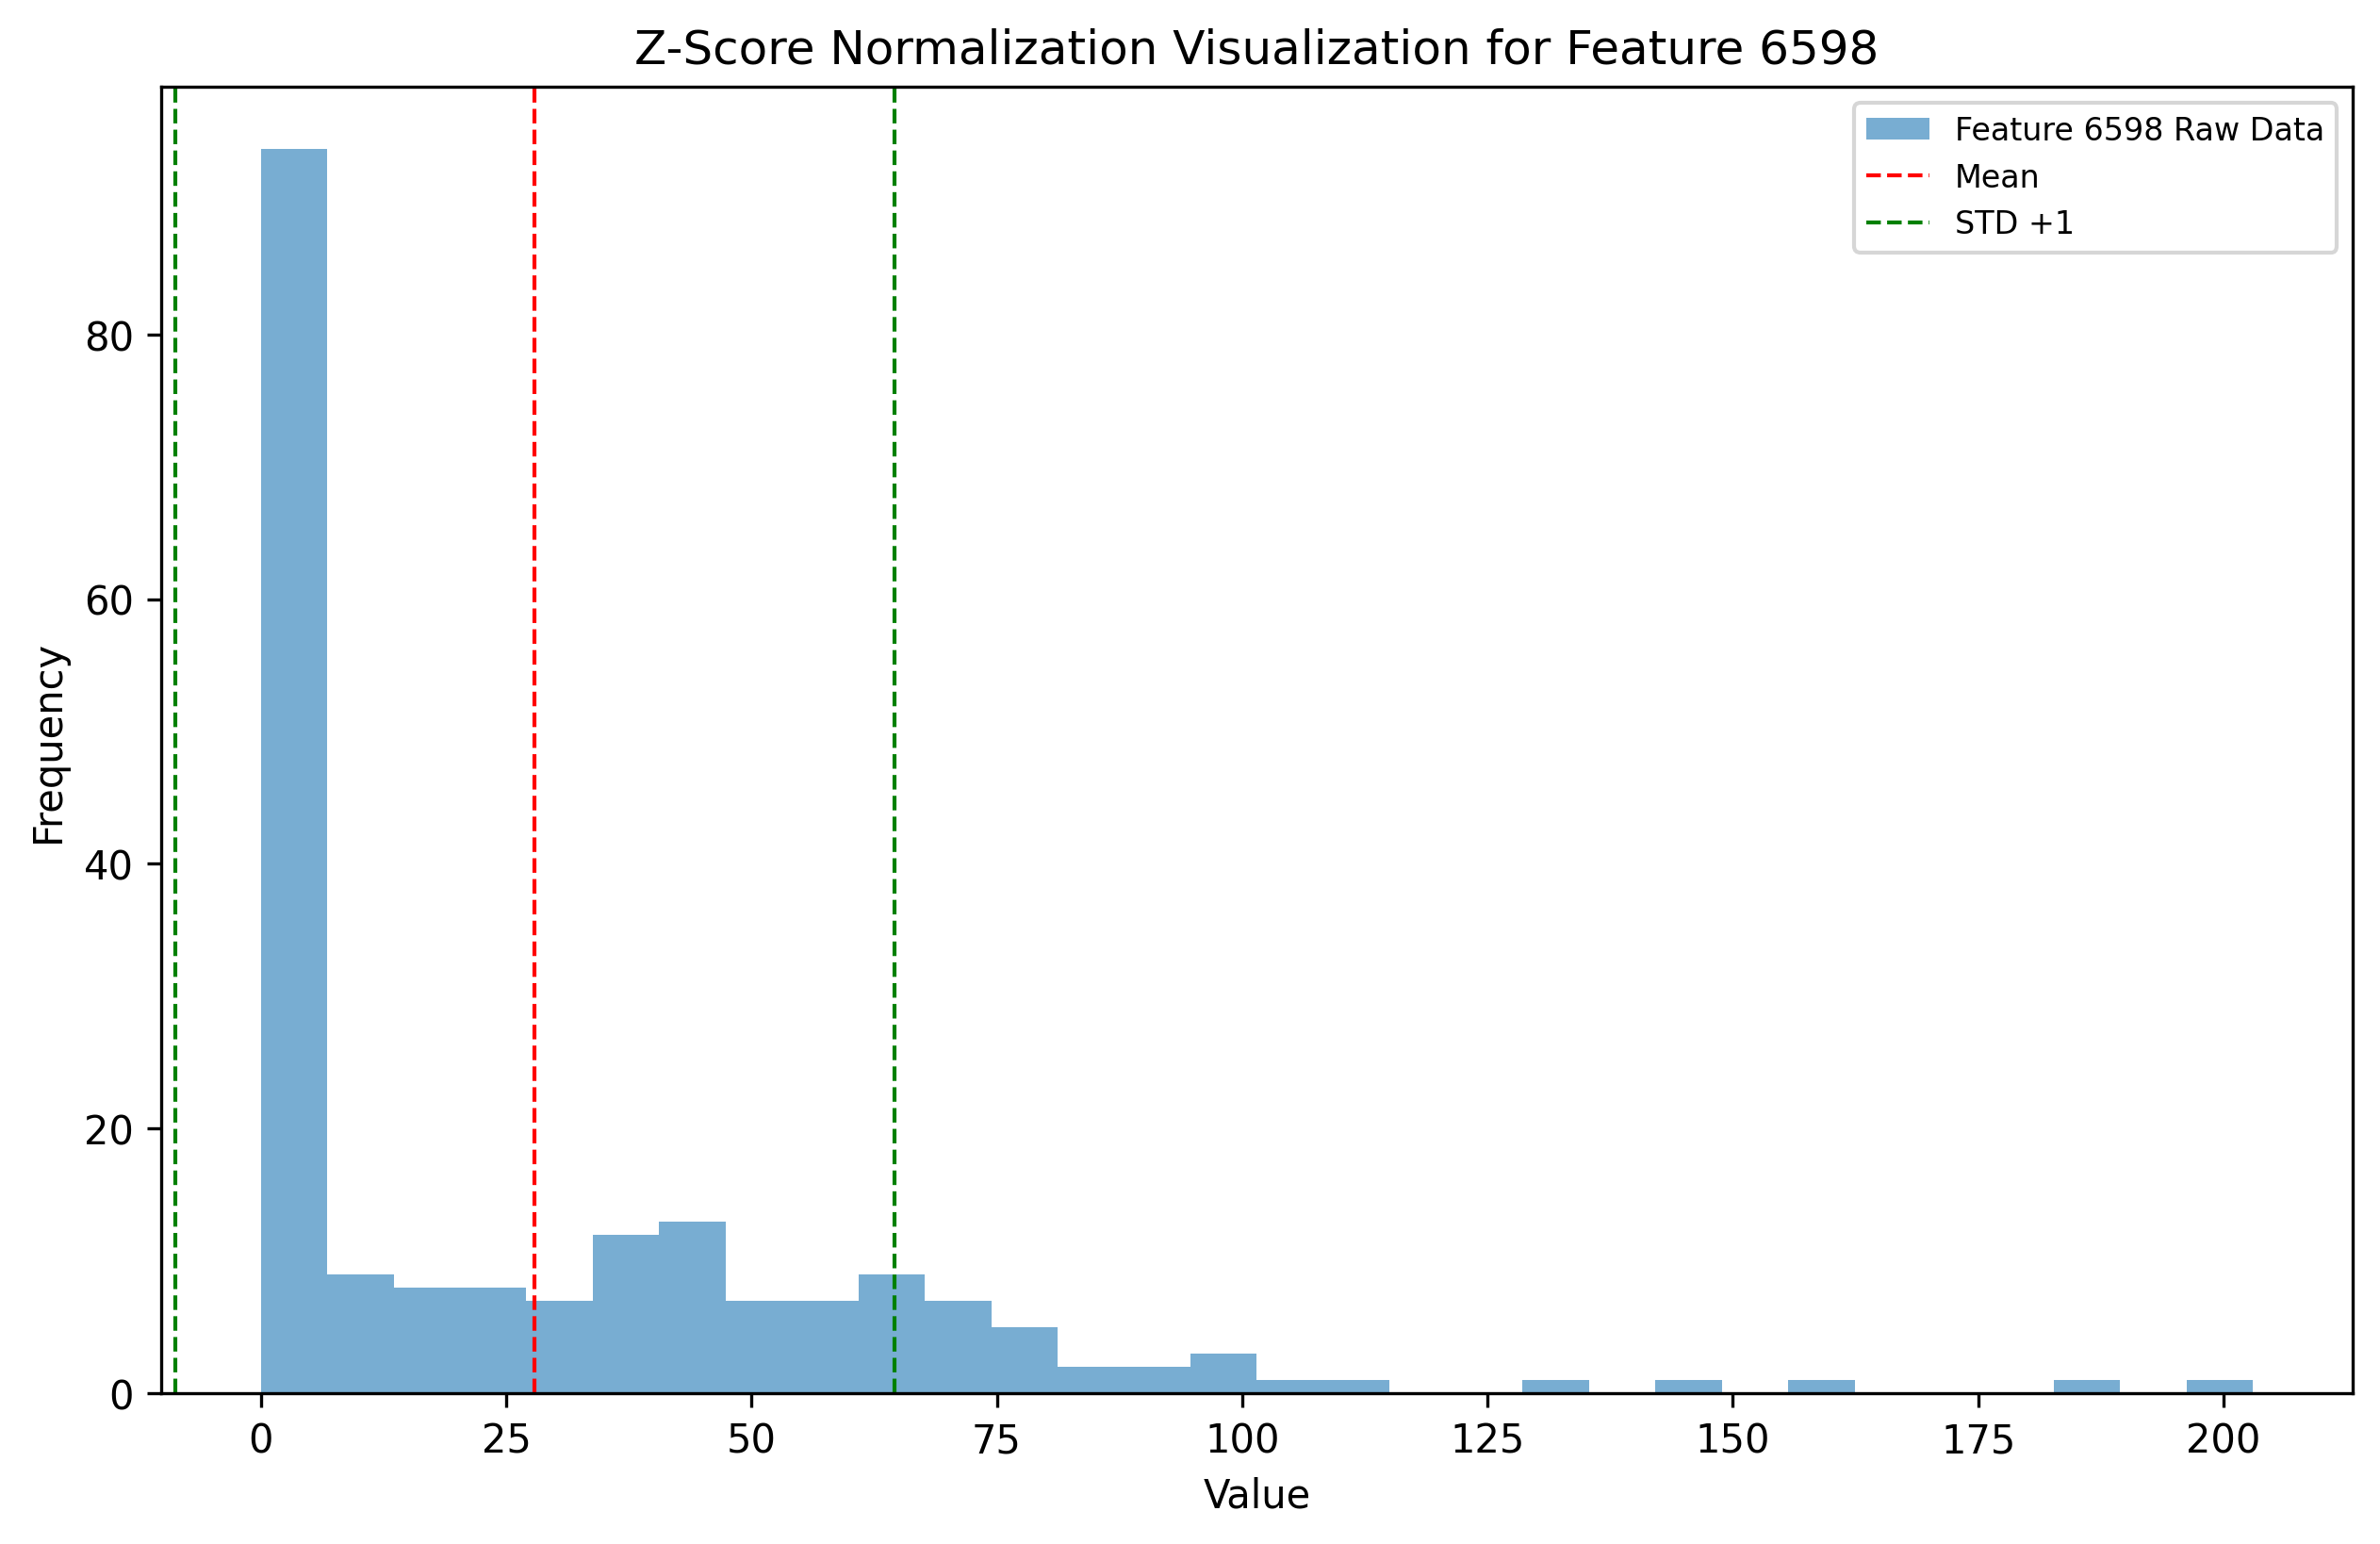 Z-Score Normalization Visualization for Feature 6598
Feature 6598 Raw Data
Mean
STD +1
Frequency
80
60
40
20
0
0 25 50 75 100 125 150 175 200
Value